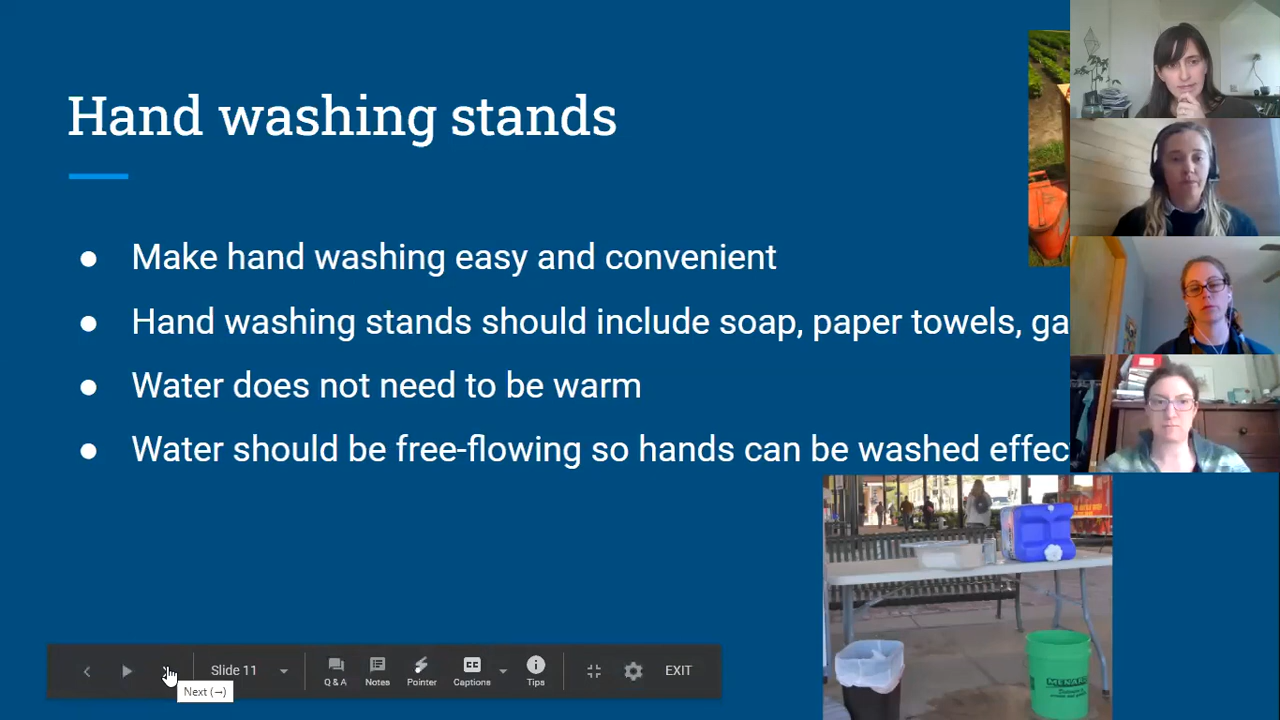 Hand washing stands
● Make hand washing easy and convenient
● Hand washing stands should include soap, paper towels, ga
● Water does not need to be warm
● Water should be free-flowing so hands can be washed effec
MENARDS
Slide 11
Q & A
Notes
Pointer
CC
Captions
Tips
EXIT
Next (→)